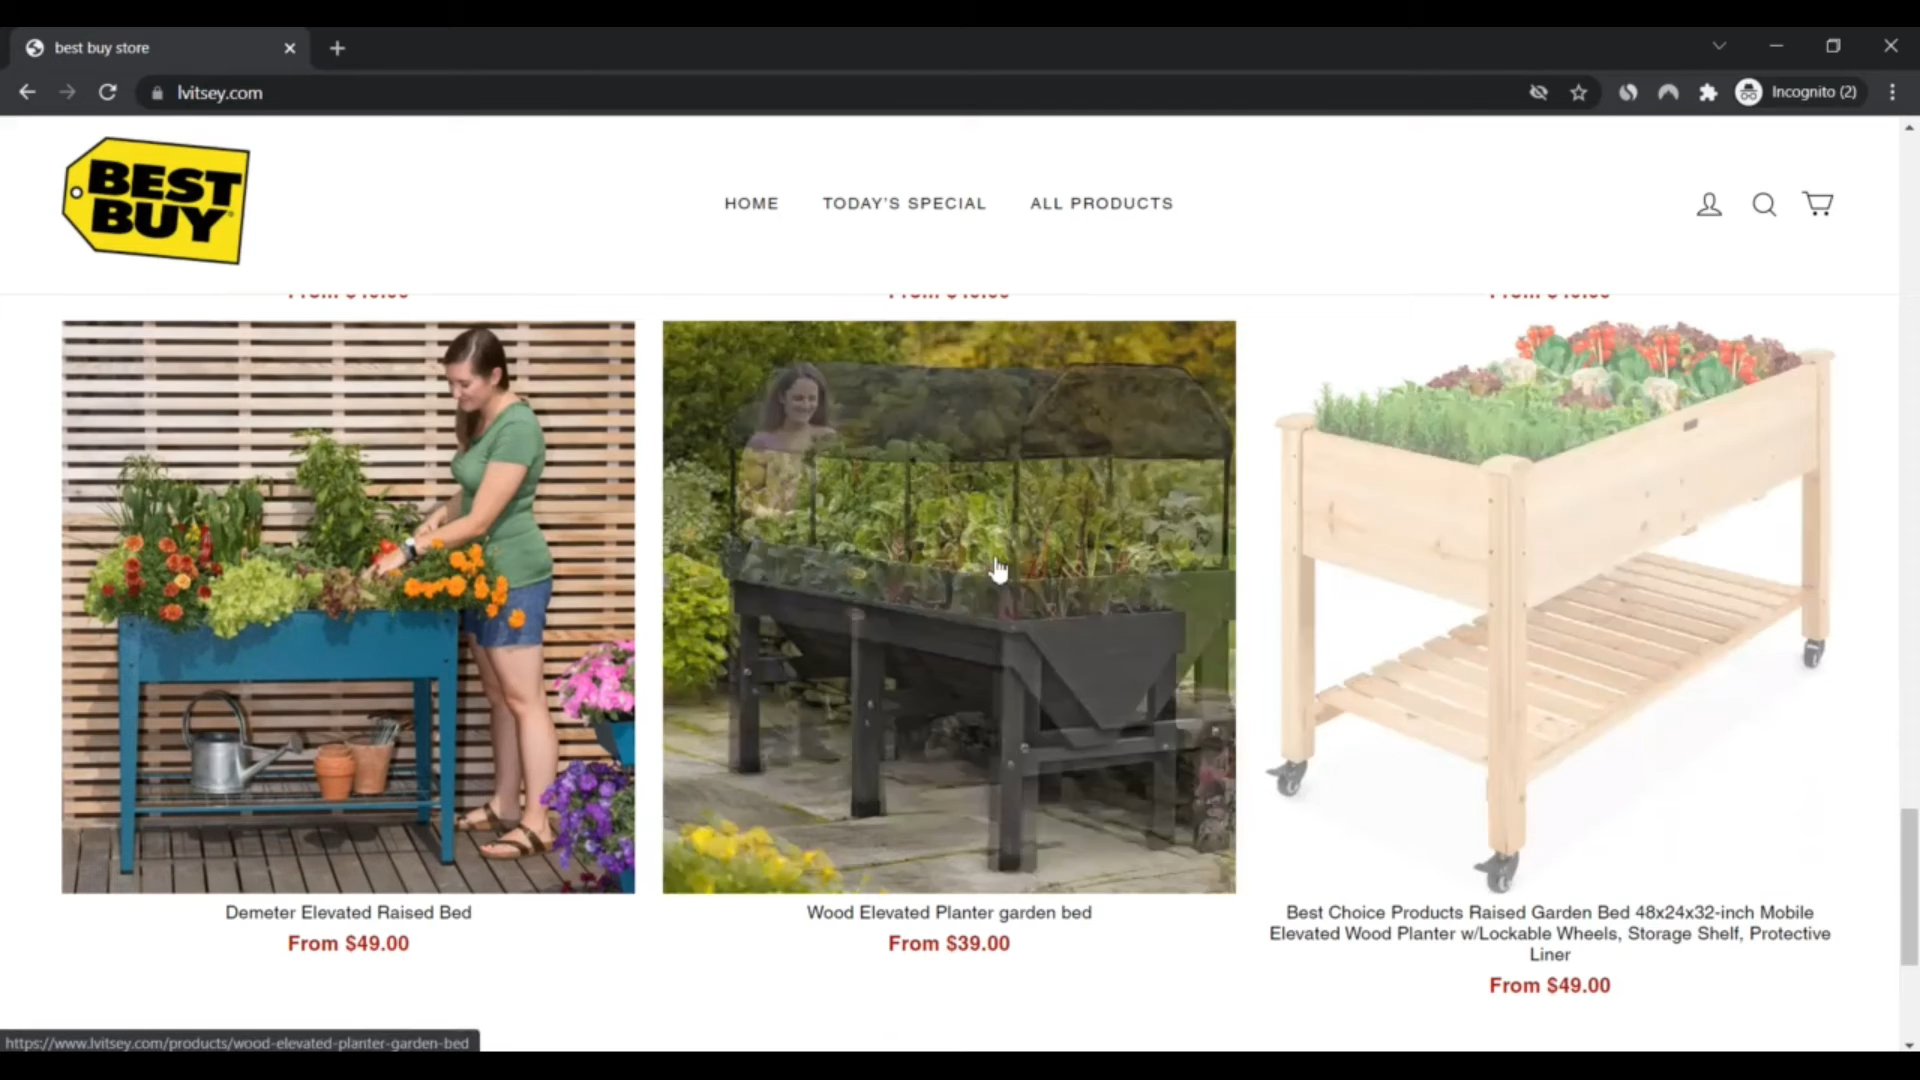 best buy store
lvitsey.com
Incognito (2)
BEST
BUY
HOME
TODAY'S SPECIAL
ALL PRODUCTS
Demeter Elevated Raised Bed
From $49.00
Wood Elevated Planter garden bed
From $39.00
Best Choice Products Raised Garden Bed 48x24x32-inch Mobile
Elevated Wood Planter w/Lockable Wheels, Storage Shelf, Protective
Liner
From $49.00
https://www.lvitsey.com/products/wood-elevated-planter-garden-bed